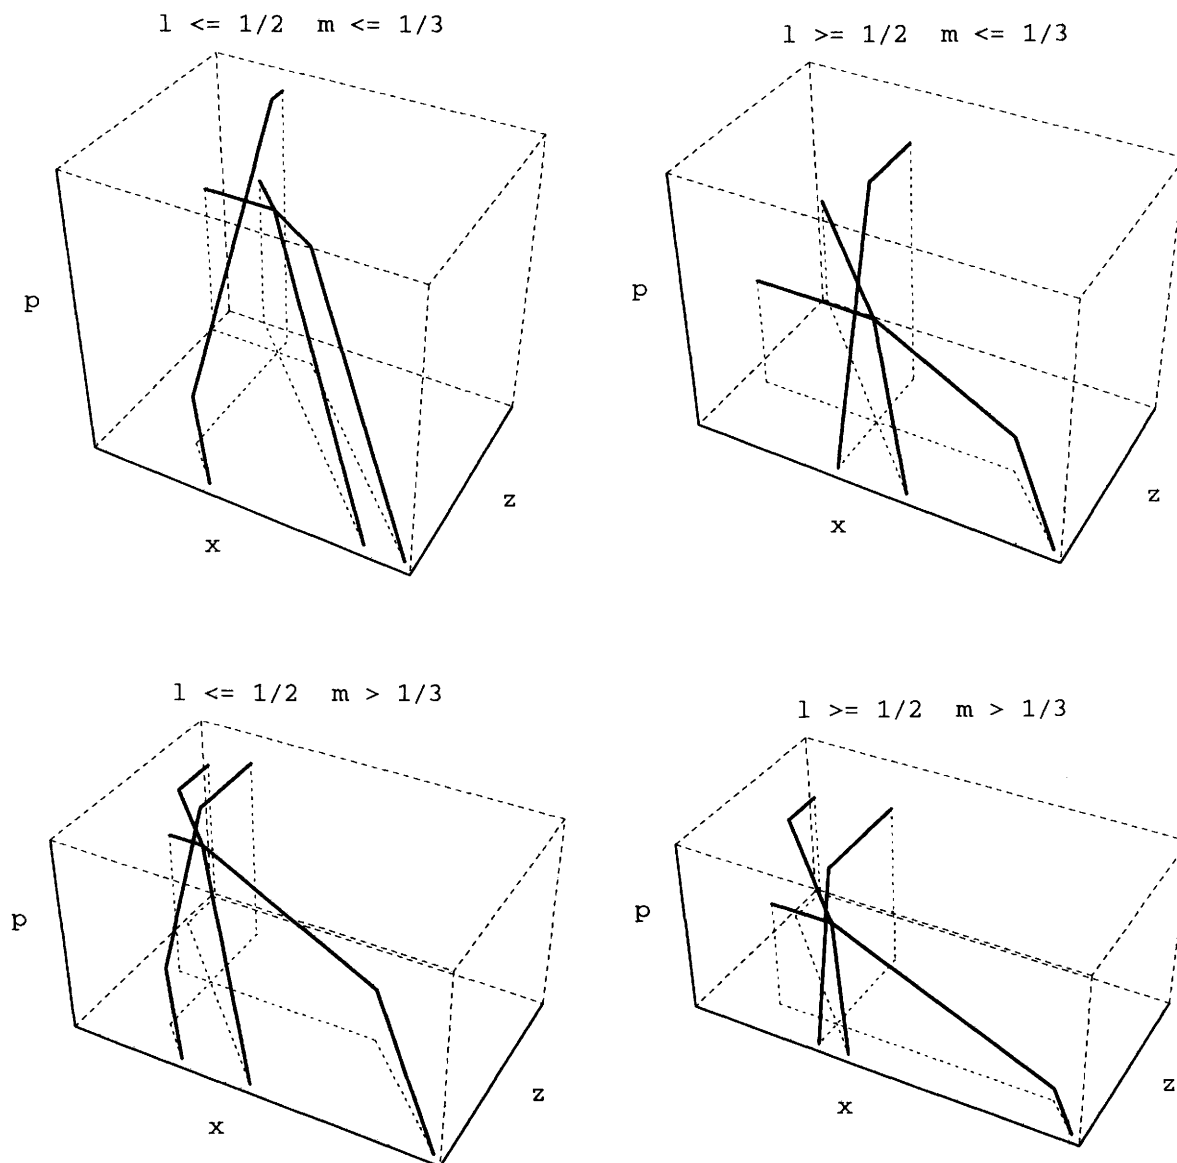 l <= 1/2 m <= 1/3
l >= 1/2 m <= 1/3
p
z
x
p
z
x
l <= 1/2 m > 1/3
l >= 1/2 m > 1/3
p
z
x
p
z
x